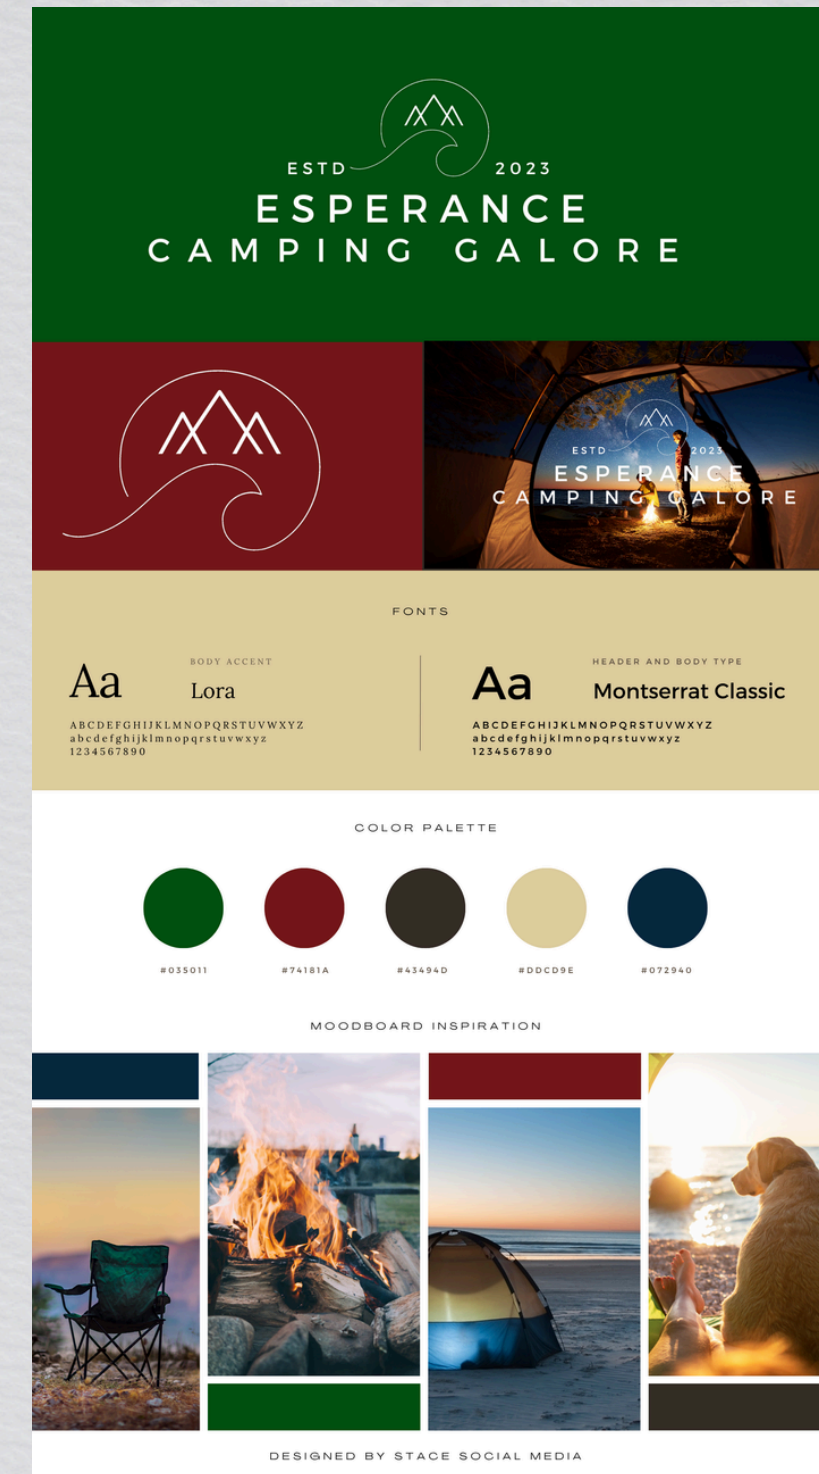 ESTD 2023
ESPERANCE
CAMPING GALORE
ESTD 2023
ESPERANCE
CAMPING GALORE
FONTS
Aa
BODY ACCENT
Lora
ABCDEFGHIJKLMNOPQRSTUVWXYZ
abcdefghijklmnopqrstuvwxyz
1234567890
Aa
HEADER AND BODY TYPE
Montserrat Classic
ABCDEFGHIJKLMNOPQRSTUVWXYZ
abcdefghijklmnopqrstuvwxyz
1234567890
COLOR PALETTE
#035011 #74181A #43494D #DDCD9E #072940
MOODBOARD INSPIRATION
DESIGNED BY STACE SOCIAL MEDIA